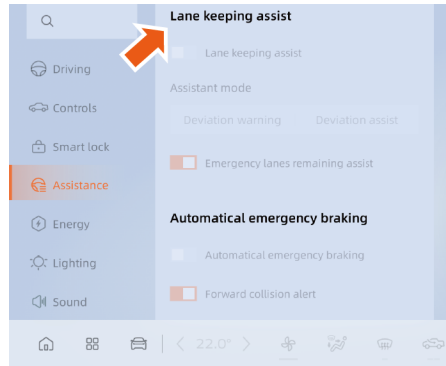 Lane keeping assist
Lane keeping assist
Driving
Assistant mode
Controls
Deviation warning Deviation assist
Smart lock
Emergency lanes remaining assist
Assistance
Automatical emergency braking
Energy
Automatical emergency braking
Lighting
Forward collision alert
Sound
22.0°